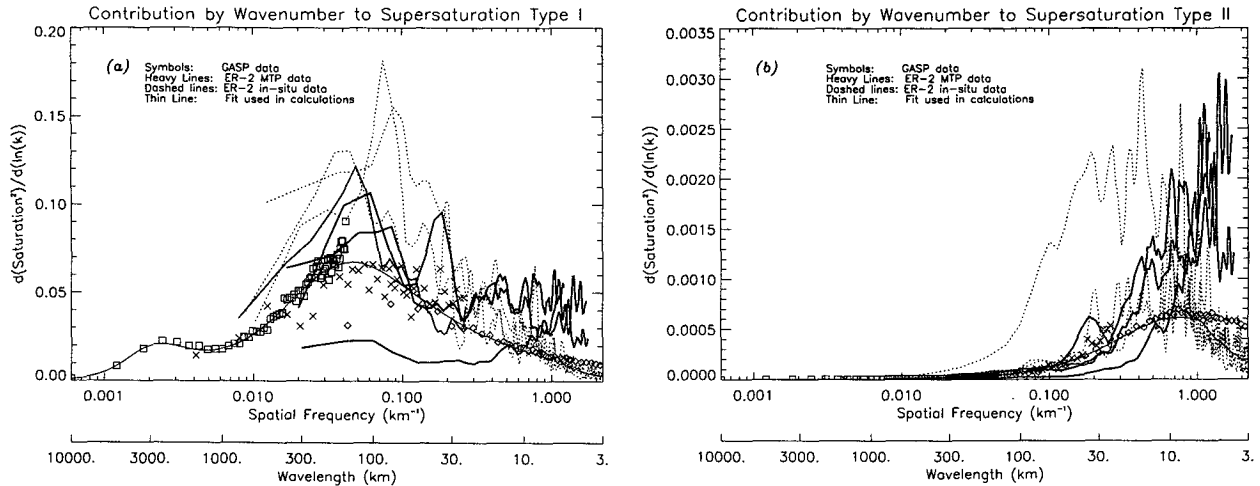 Contribution by Wavenumber to Supersaturation Type I
(a)
Symbols: GASP data
Heavy Lines: ER-2 MTP data
Dashed lines: ER-2 in-situ data
Thin Line: Fit used in calculations
d(Saturation²)/d(ln(k))
0.20
0.15
0.10
0.05
0.00
0.001 0.010 0.100 1.000
Spatial Frequency (km⁻¹)
10000. 3000. 1000. 300. 100. 30. 10. 3.
Wavelength (km)
Contribution by Wavenumber to Supersaturation Type II
(b)
Symbols: GASP data
Heavy Lines: ER-2 MTP data
Dashed lines: ER-2 in-situ data
Thin Line: Fit used in calculations
d(Saturation²)/d(ln(k))
0.0035
0.0030
0.0025
0.0020
0.0015
0.0010
0.0005
0.0000
0.001 0.010 0.100 1.000
Spatial Frequency (km⁻¹)
10000. 3000. 1000. 300. 100. 30. 10. 3.
Wavelength (km)